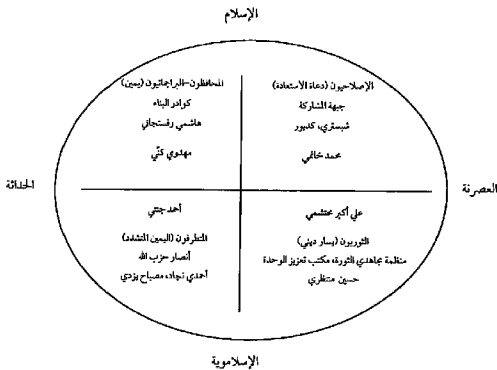 الإسلام
الإصلاحيون (دعاة الاستعادة)
جبهة المشاركة
شبستري، كديور
محمد خاتمي
المحافظون-البراجماتيون (يمين)
كوادر البناء
هاشمي رفسنجاني
مهدوي كنّي
العصرنة
الحداثة
علي أكبر محتشمي
الثوريون (يسار ديني)
منظمة مجاهدي الثورة، مكتب تعزيز الوحدة
حسين منتظري
أحمد جنتي
المتطرفون (اليمين المتشدد)
أنصار حزب الله
أحمدي نجاد، مصباح يزدي
الإسلاموية